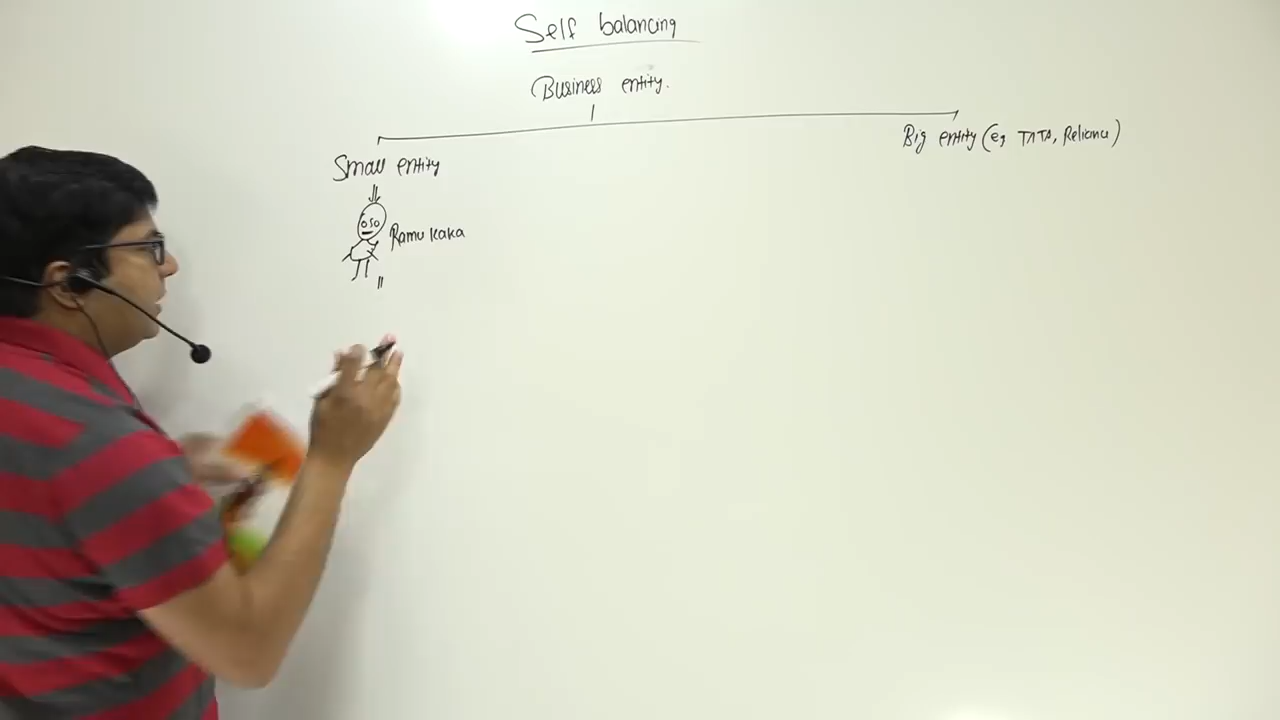 Self balancing
Business entity.
Small entity
Big entity (eg TATA, Reliance)
Ramu kaka